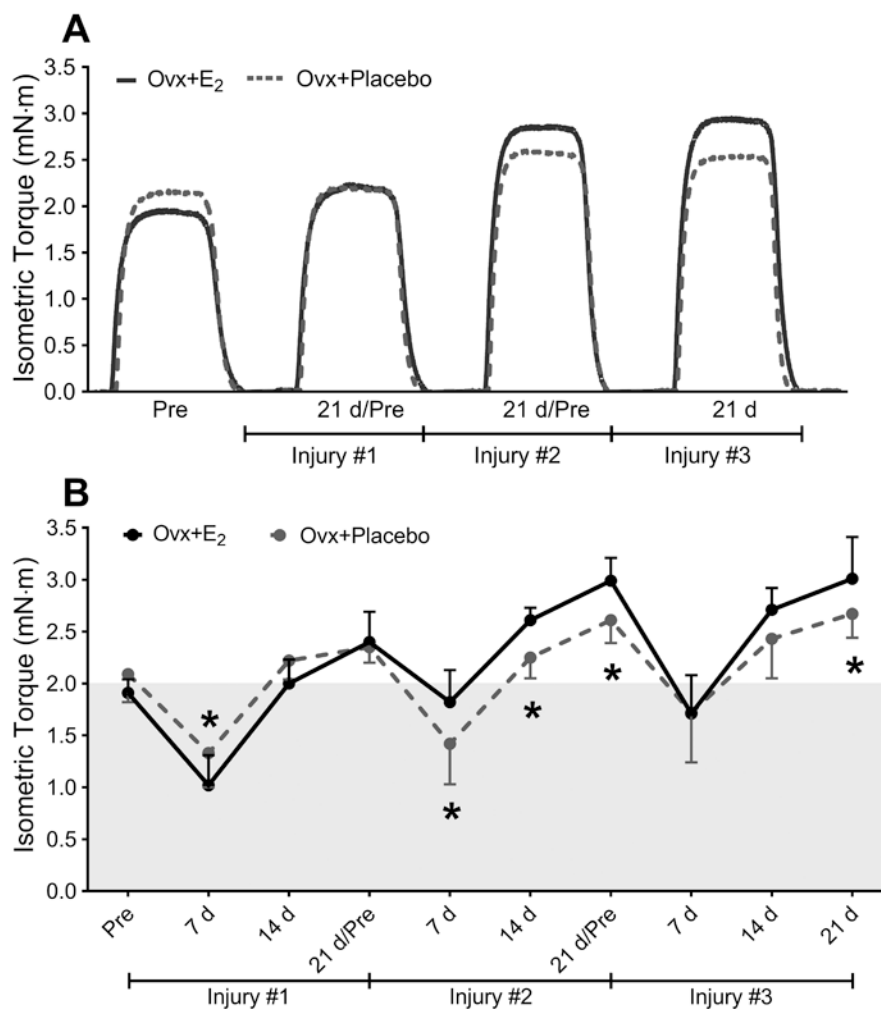 A
Isometric Torque (mN·m)
3.5
3.0
2.5
2.0
1.5
1.0
0.5
0.0
Ovx+E₂ Ovx+Placebo
Pre 21 d/Pre 21 d/Pre 21 d
Injury #1 Injury #2 Injury #3
B
Isometric Torque (mN·m)
3.5
3.0
2.5
2.0
1.5
1.0
0.5
0.0
Ovx+E₂ Ovx+Placebo
*
*
*
*
*
Pre 7 d 14 d 21 d/Pre 7 d 14 d 21 d/Pre 7 d 14 d 21 d
Injury #1 Injury #2 Injury #3